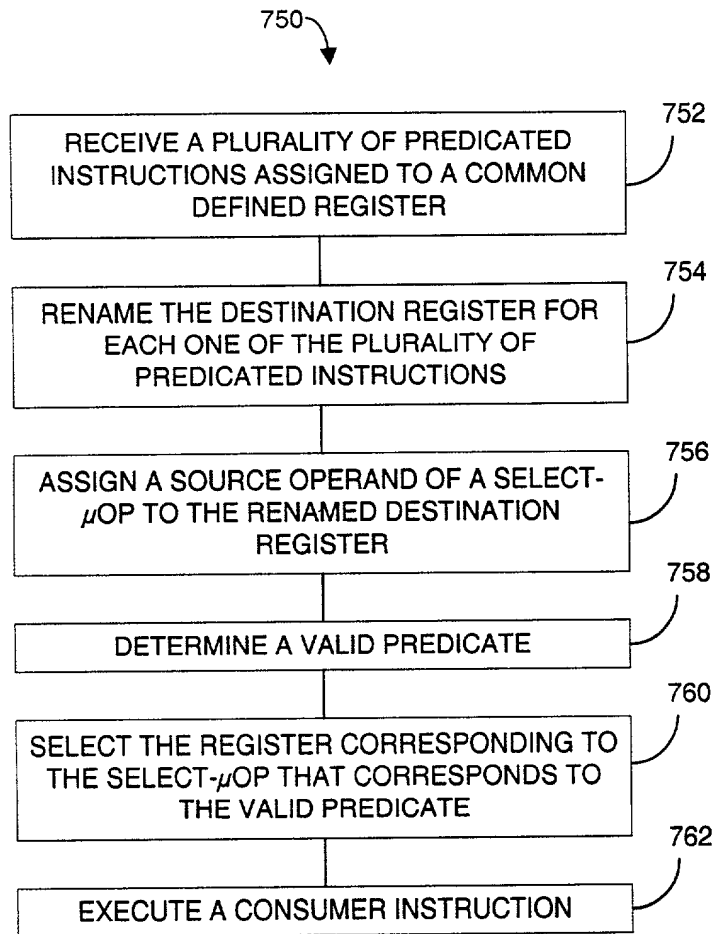 750
752
RECEIVE A PLURALITY OF PREDICATED
INSTRUCTIONS ASSIGNED TO A COMMON
DEFINED REGISTER
754
RENAME THE DESTINATION REGISTER FOR
EACH ONE OF THE PLURALITY OF
PREDICATED INSTRUCTIONS
756
ASSIGN A SOURCE OPERAND OF A SELECT-
μOP TO THE RENAMED DESTINATION
REGISTER
758
DETERMINE A VALID PREDICATE
760
SELECT THE REGISTER CORRESPONDING TO
THE SELECT-μOP THAT CORRESPONDS TO
THE VALID PREDICATE
762
EXECUTE A CONSUMER INSTRUCTION